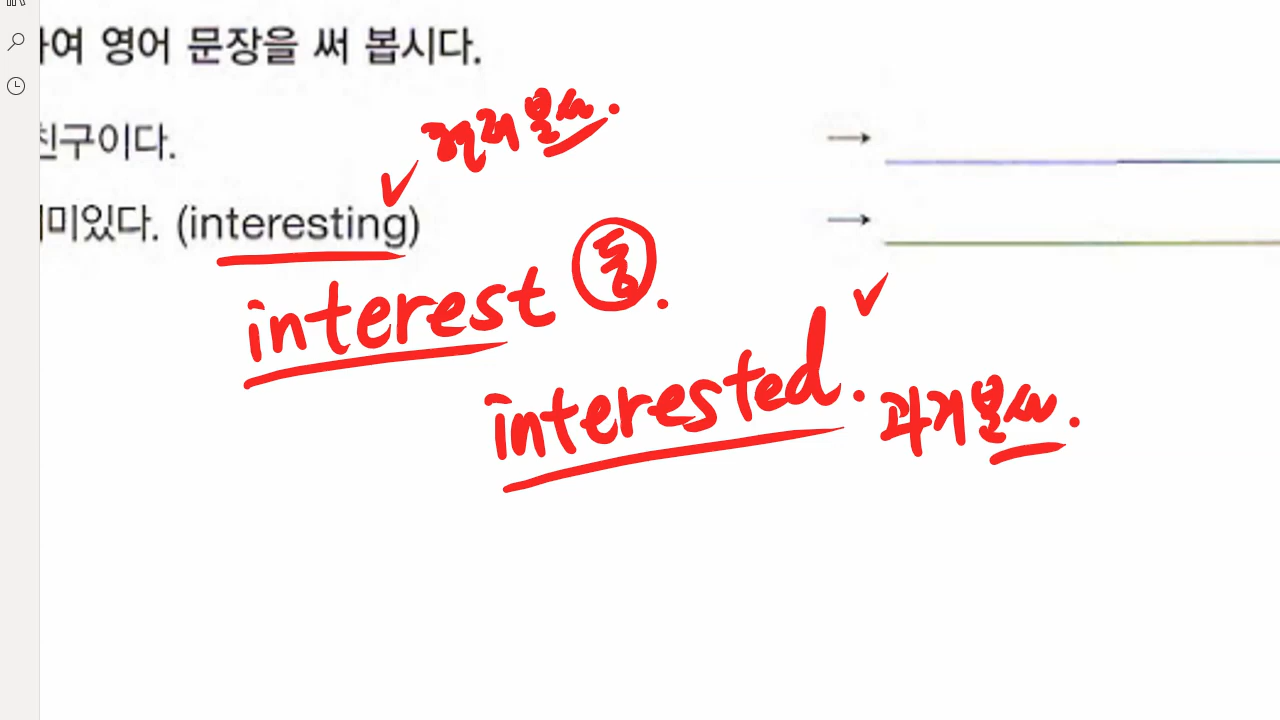 하여 영어 문장을 써 봅시다.
현재분사.
친구이다.
미있다. (interesting)
interest 동.
interested. 과거분사.